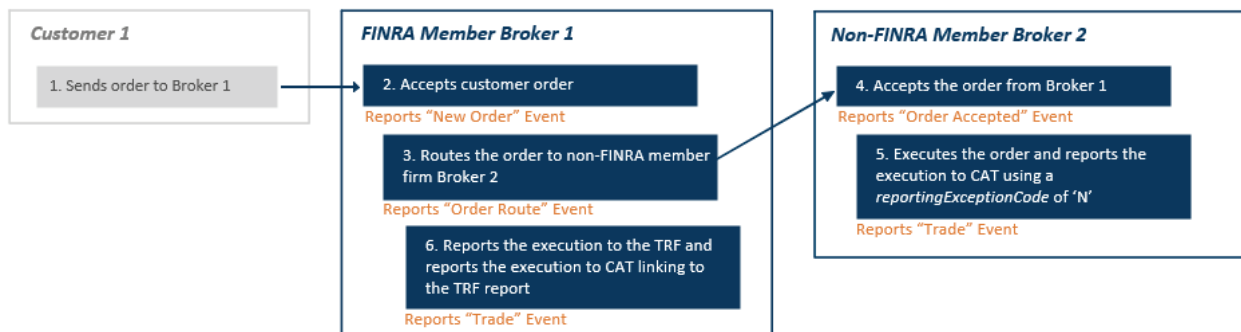 Customer 1
1. Sends order to Broker 1
FINRA Member Broker 1
2. Accepts customer order
Reports “New Order” Event
3. Routes the order to non-FINRA member
firm Broker 2
Reports “Order Route” Event
6. Reports the execution to the TRF and
reports the execution to CAT linking to
the TRF report
Reports “Trade” Event
Non-FINRA Member Broker 2
4. Accepts the order from Broker 1
Reports “Order Accepted” Event
5. Executes the order and reports the
execution to CAT using a
reportingExceptionCode of ‘N’
Reports “Trade” Event